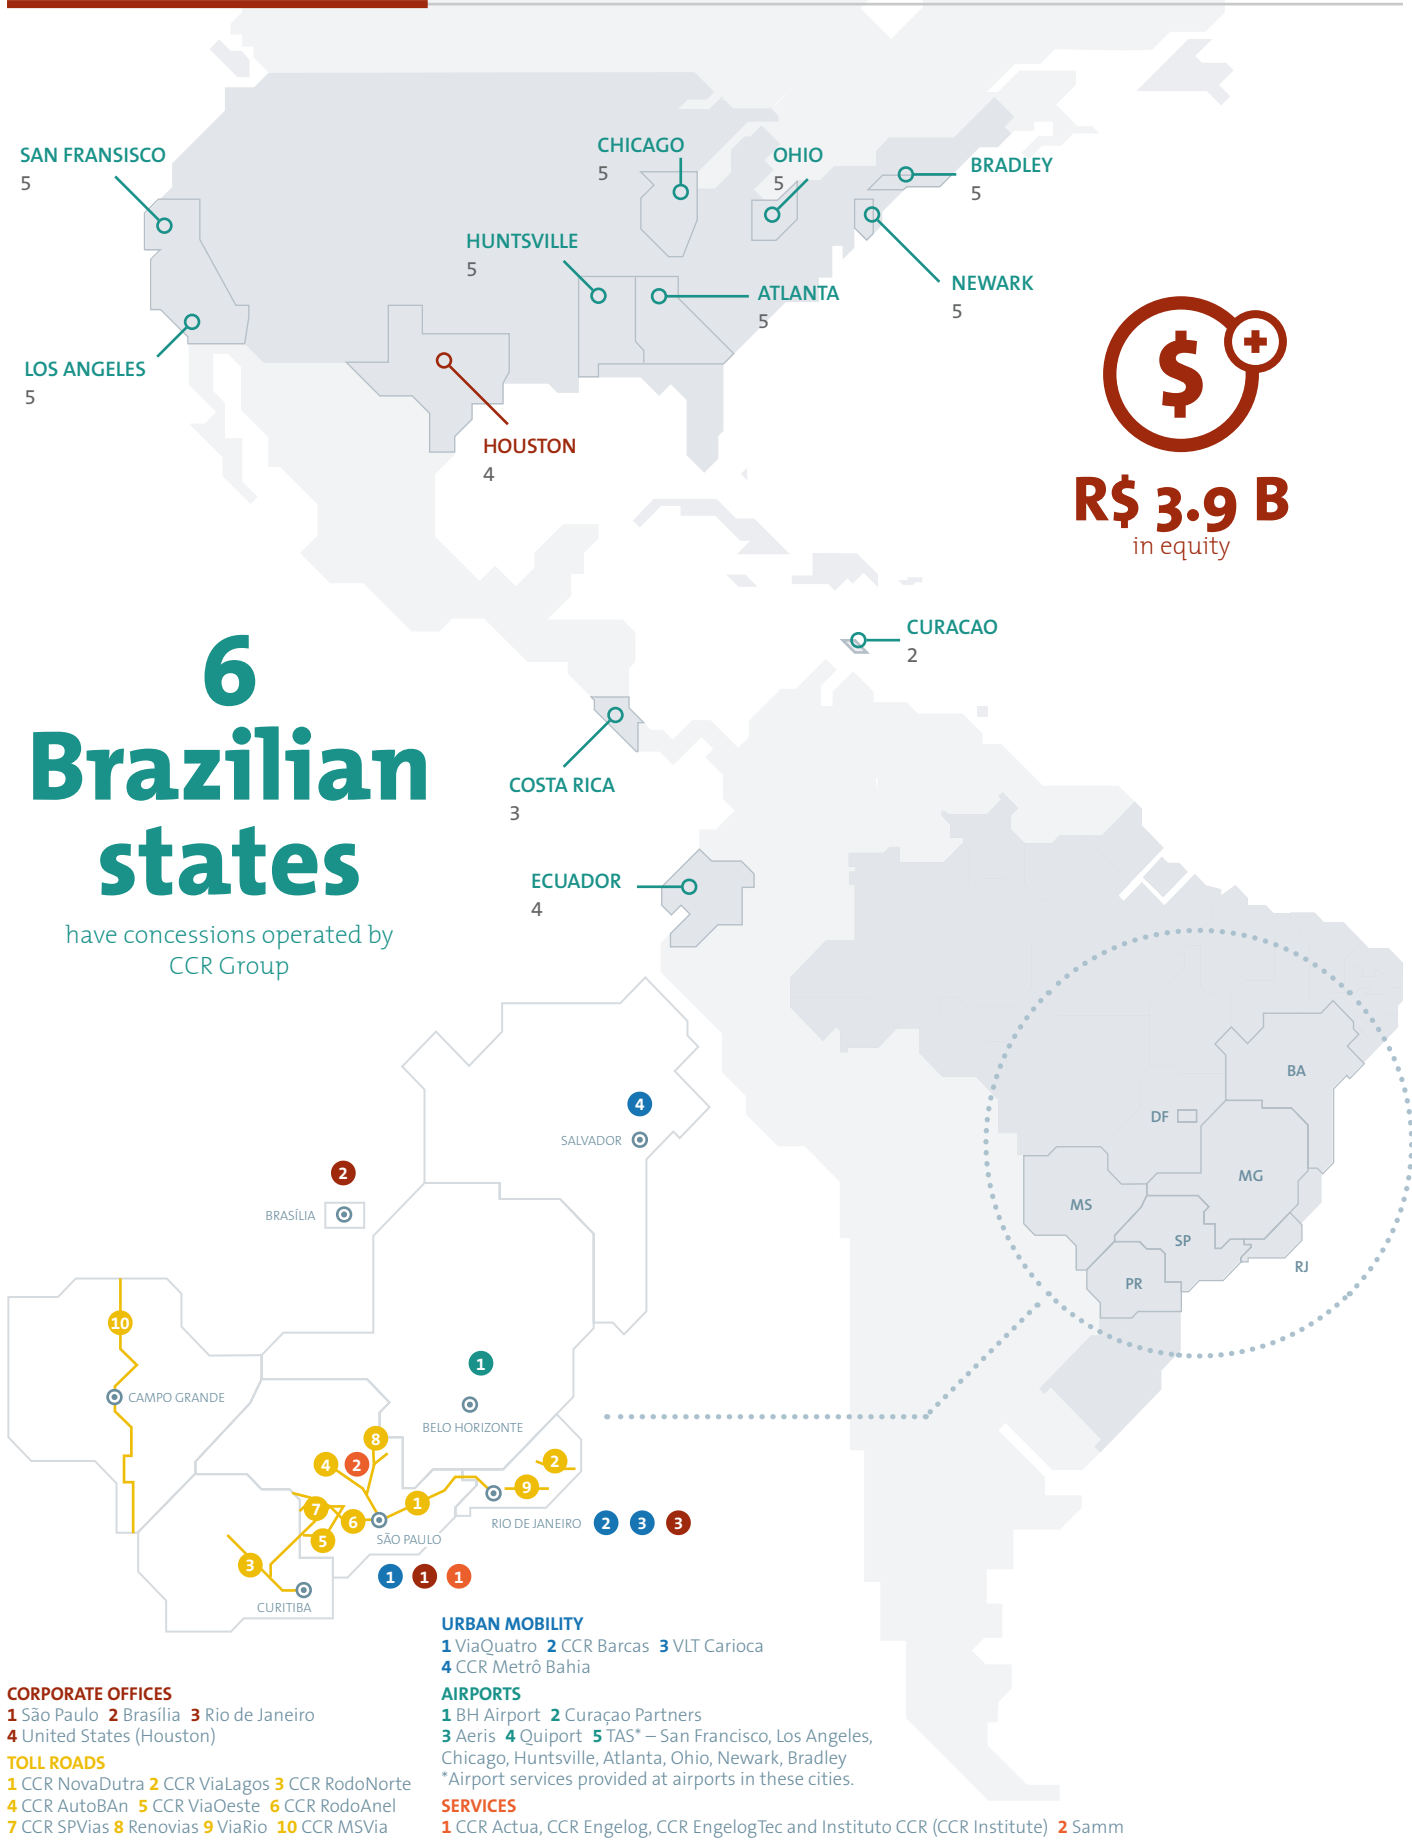 SAN FRANSISCO
5
CHICAGO
5
OHIO
5
BRADLEY
5
HUNTSVILLE
5
ATLANTA
5
NEWARK
5
LOS ANGELES
5
HOUSTON
4
$ +
R$ 3.9 B
in equity
CURACAO
2
6
Brazilian
states
have concessions operated by
CCR Group
COSTA RICA
3
ECUADOR
4
BA
DF
MG
MS
SP
RJ
PR
4
SALVADOR
2
BRASÍLIA
10
CAMPO GRANDE
1
BELO HORIZONTE
8
4 2
2
9
1
7
6
5
SÃO PAULO
RIO DE JANEIRO 2 3 3
3
1 1 1
CURITIBA
URBAN MOBILITY
1 ViaQuatro 2 CCR Barcas 3 VLT Carioca
4 CCR Metrô Bahia
CORPORATE OFFICES
1 São Paulo 2 Brasília 3 Rio de Janeiro
4 United States (Houston)
TOLL ROADS
1 CCR NovaDutra 2 CCR ViaLagos 3 CCR RodoNorte
4 CCR AutoBAn 5 CCR ViaOeste 6 CCR RodoAnel
7 CCR SPVias 8 Renovias 9 ViaRio 10 CCR MSVia
AIRPORTS
1 BH Airport 2 Curaçao Partners
3 Aeris 4 Quiport 5 TAS* – San Francisco, Los Angeles,
Chicago, Huntsville, Atlanta, Ohio, Newark, Bradley
*Airport services provided at airports in these cities.
SERVICES
1 CCR Actua, CCR Engelog, CCR EngelogTec and Instituto CCR (CCR Institute) 2 Samm